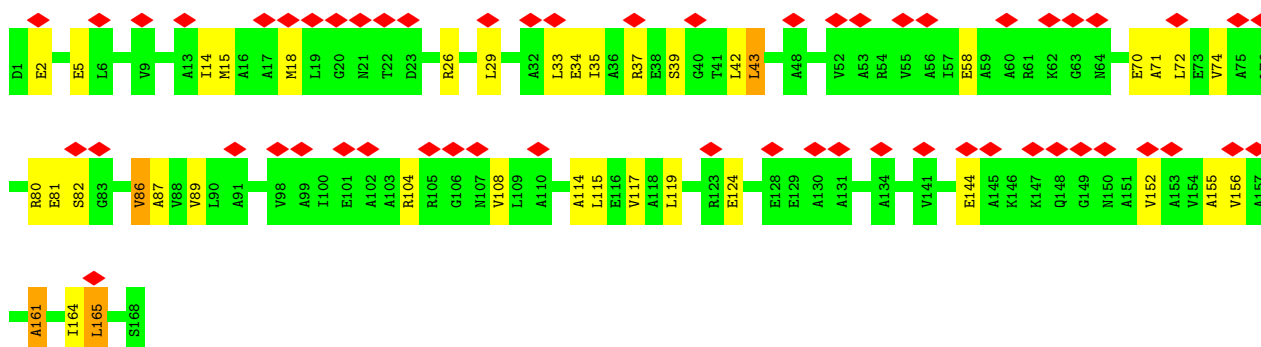 D1 E2 E5 L6 V9 A13 I14 M15 A16 A17 M18 L19 G20 N21 T22 D23 R26 L29 A32 L33 E34 I35 A36 R37 E38 S39 G40 T41 L42 L43 A48 V52 A53 R54 V55 A56 I57 E58 A59 A60 R61 K62 G63 N64 E70 A71 L72 E73 V74 A75
R80 E81 S82 G83 V86 A87 V88 V89 L90 A91 V98 A99 I100 E101 A102 A103 R104 R105 G106 N107 V108 L109 A110 A114 L115 E116 V117 A118 L119 R123 E124 E128 E129 A130 A131 A134 V141 E144 A145 K146 K147 Q148 G149 N150 A151 V152 A153 V154 A155 V156 A157
A161 I164 L165 S168